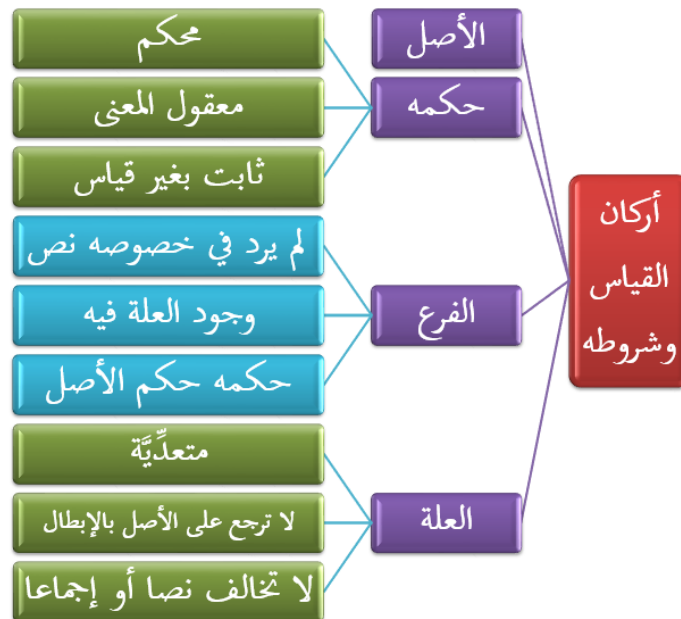 أركان
القياس
وشروطه
الأصل
حكمه
محكم
معقول المعنى
ثابت بغير قياس
الفرع
لم يرد في خصوصه نص
وجود العلة فيه
حكمه حكم الأصل
العلة
متعدِّيَّة
لا ترجع على الأصل بالإبطال
لا تخالف نصا أو إجماعا